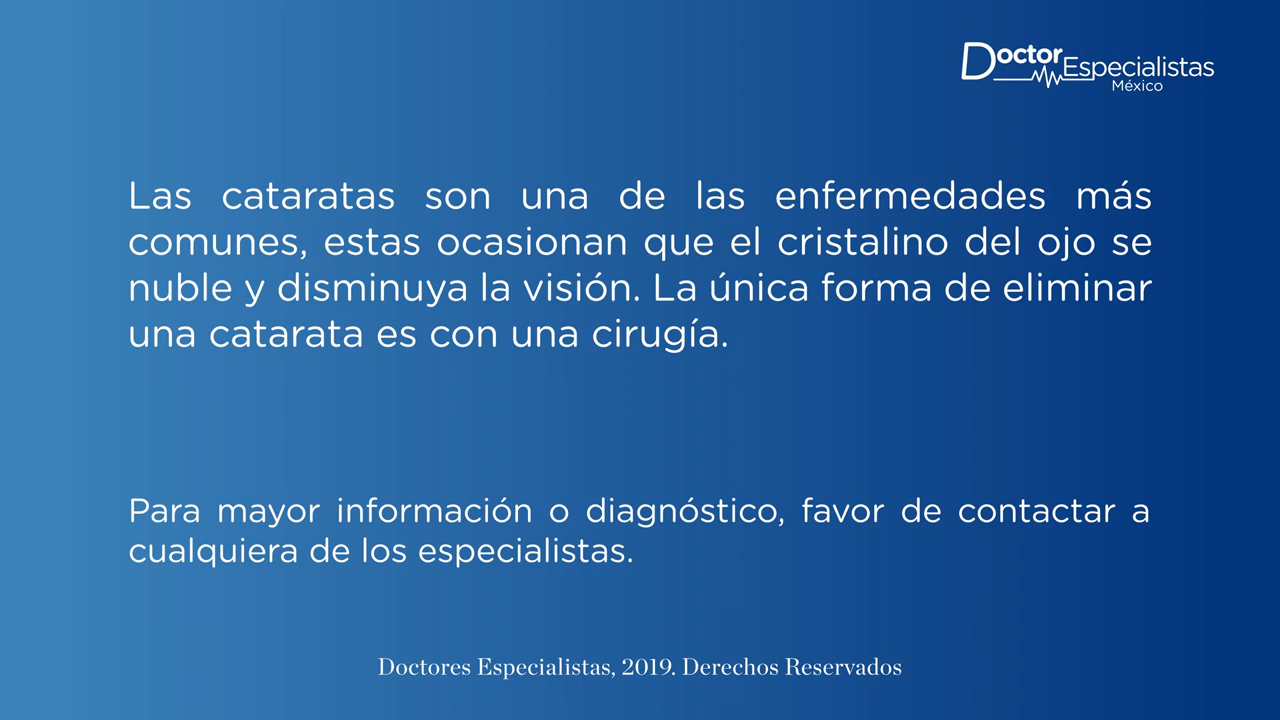 Doctor Especialistas
México
Las cataratas son una de las enfermedades más
comunes, estas ocasionan que el cristalino del ojo se
nuble y disminuya la visión. La única forma de eliminar
una catarata es con una cirugía.
Para mayor información o diagnóstico, favor de contactar a
cualquiera de los especialistas.
Doctores Especialistas, 2019. Derechos Reservados